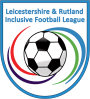 Leicestershire & Rutland
Inclusive Football League